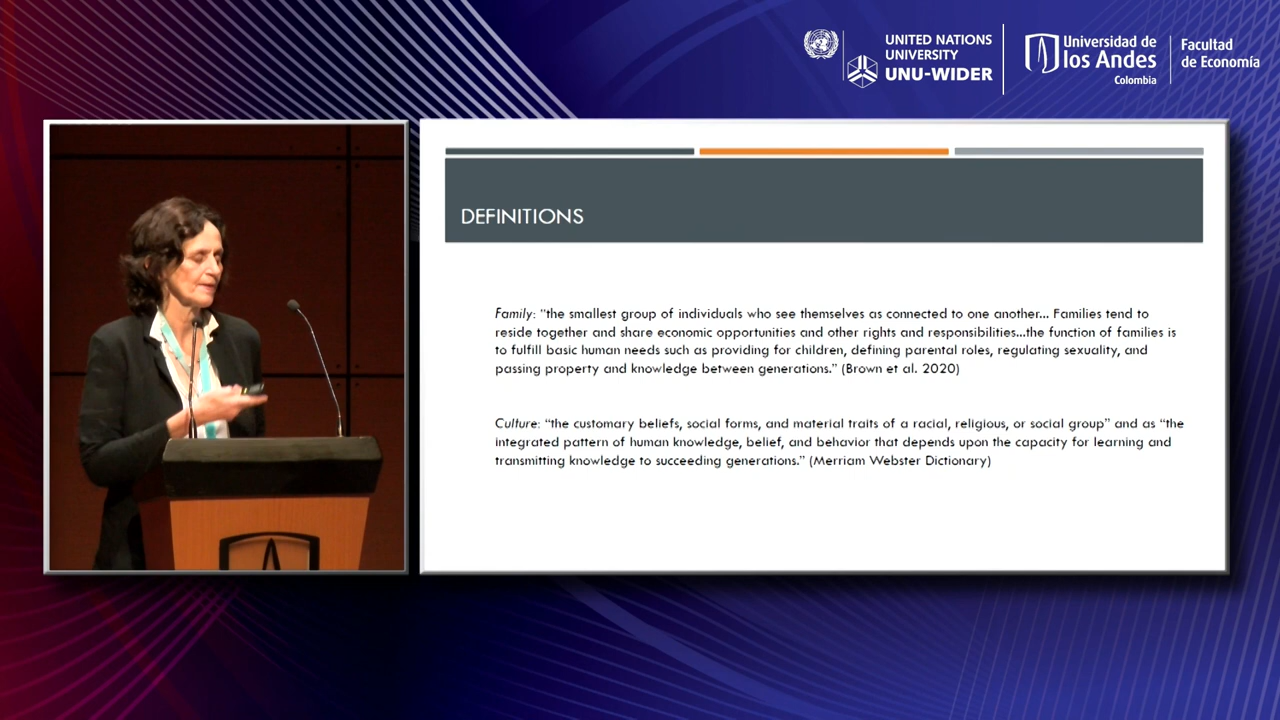 UNITED NATIONS
UNIVERSITY
UNU-WIDER
Universidad de
los Andes
Colombia
Facultad
de Economía
DEFINITIONS
Family: “the smallest group of individuals who see themselves as connected to one another... Families tend to
reside together and share economic opportunities and other rights and responsibilities...the function of families is
to fulfill basic human needs such as providing for children, defining parental roles, regulating sexuality, and
passing property and knowledge between generations.” (Brown et al. 2020)
Culture: “the customary beliefs, social forms, and material traits of a racial, religious, or social group” and as “the
integrated pattern of human knowledge, belief, and behavior that depends upon the capacity for learning and
transmitting knowledge to succeeding generations.” (Merriam Webster Dictionary)